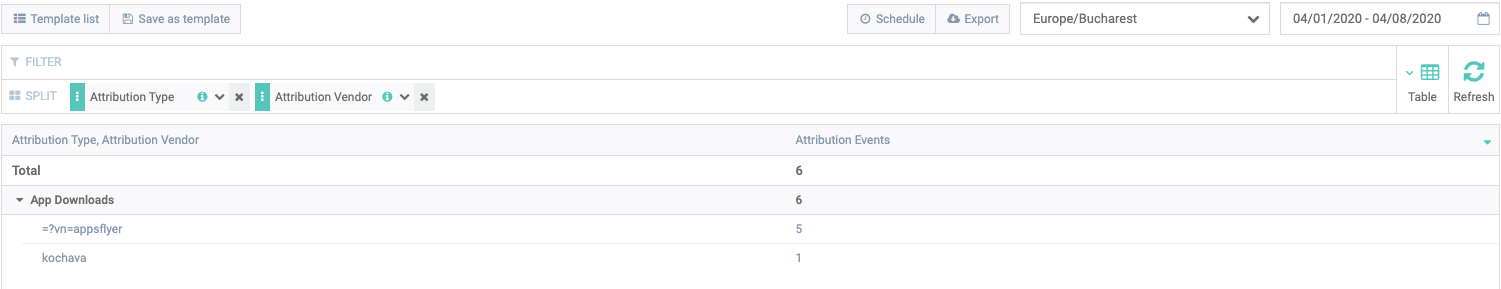 Template list Save as template Schedule Export Europe/Bucharest 04/01/2020 - 04/08/2020
FILTER
SPLIT Attribution Type Attribution Vendor Table Refresh
Attribution Type, Attribution Vendor Attribution Events
Total 6
App Downloads 6
=?vn=appsflyer 5
kochava 1